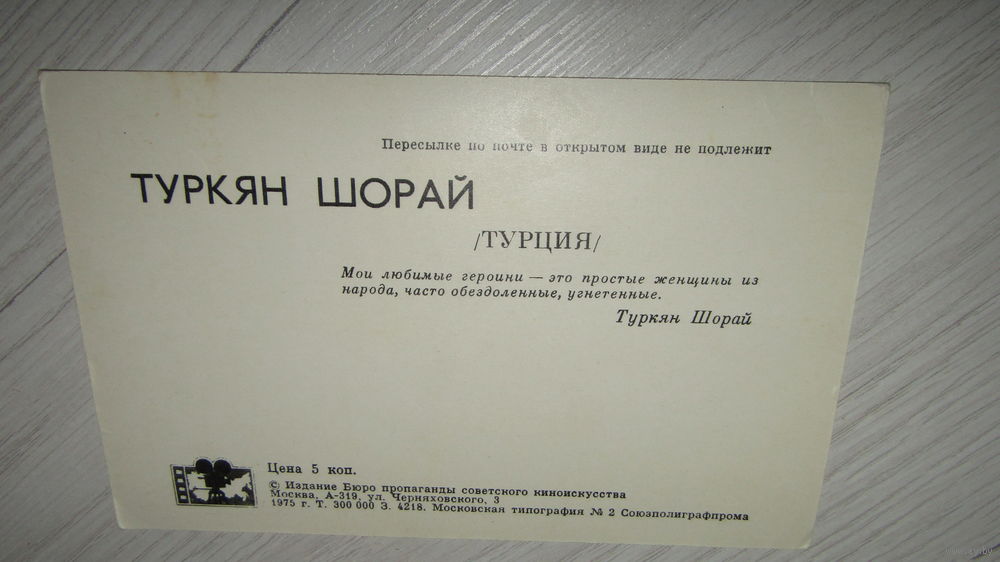 Пересылке по почте в открытом виде не подлежит
ТУРКЯН ШОРАЙ
/ТУРЦИЯ/
Мои любимые героини — это простые женщины из
народа, часто обездоленные, угнетенные.
Туркян Шорай
Цена 5 коп.
© Издание Бюро пропаганды советского киноискусства
Москва, А-319, ул. Черняховского, 3
1975 г. Т. 300 000 З. 4218. Московская типография № 2 Союзполиграфпрома